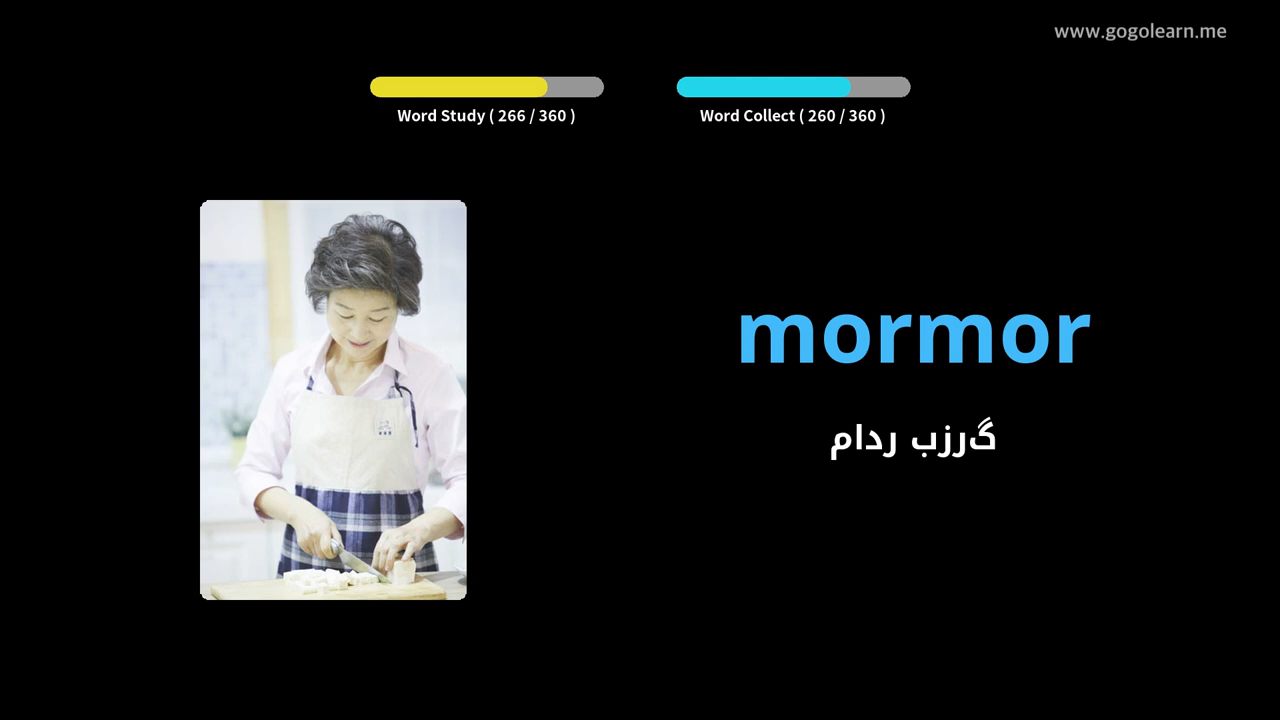 www.gogolearn.me
Word Study ( 266 / 360 )
Word Collect ( 260 / 360 )
mormor
گرزب ردام